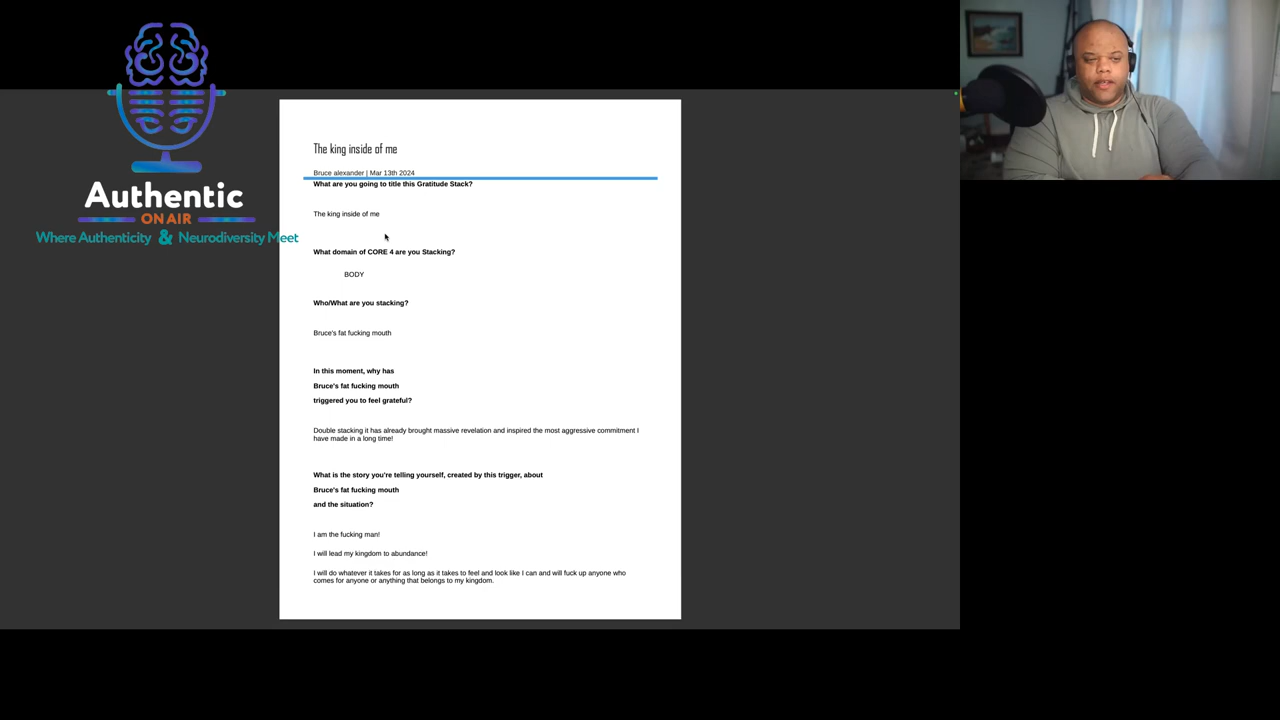 Authentic
ON AIR
Where Authenticity & Neurodiversity Meet
The king inside of me
Bruce alexander | Mar 13th 2024
What are you going to title this Gratitude Stack?
The king inside of me
What domain of CORE 4 are you Stacking?
BODY
Who/What are you stacking?
Bruce's fat fucking mouth
In this moment, why has
Bruce's fat fucking mouth
triggered you to feel grateful?
Double stacking it has already brought massive revelation and inspired the most aggressive commitment I
have made in a long time!
What is the story you're telling yourself, created by this trigger, about
Bruce's fat fucking mouth
and the situation?
I am the fucking man!
I will lead my kingdom to abundance!
I will do whatever it takes for as long as it takes to feel and look like I can and will fuck up anyone who
comes for anyone or anything that belongs to my kingdom.